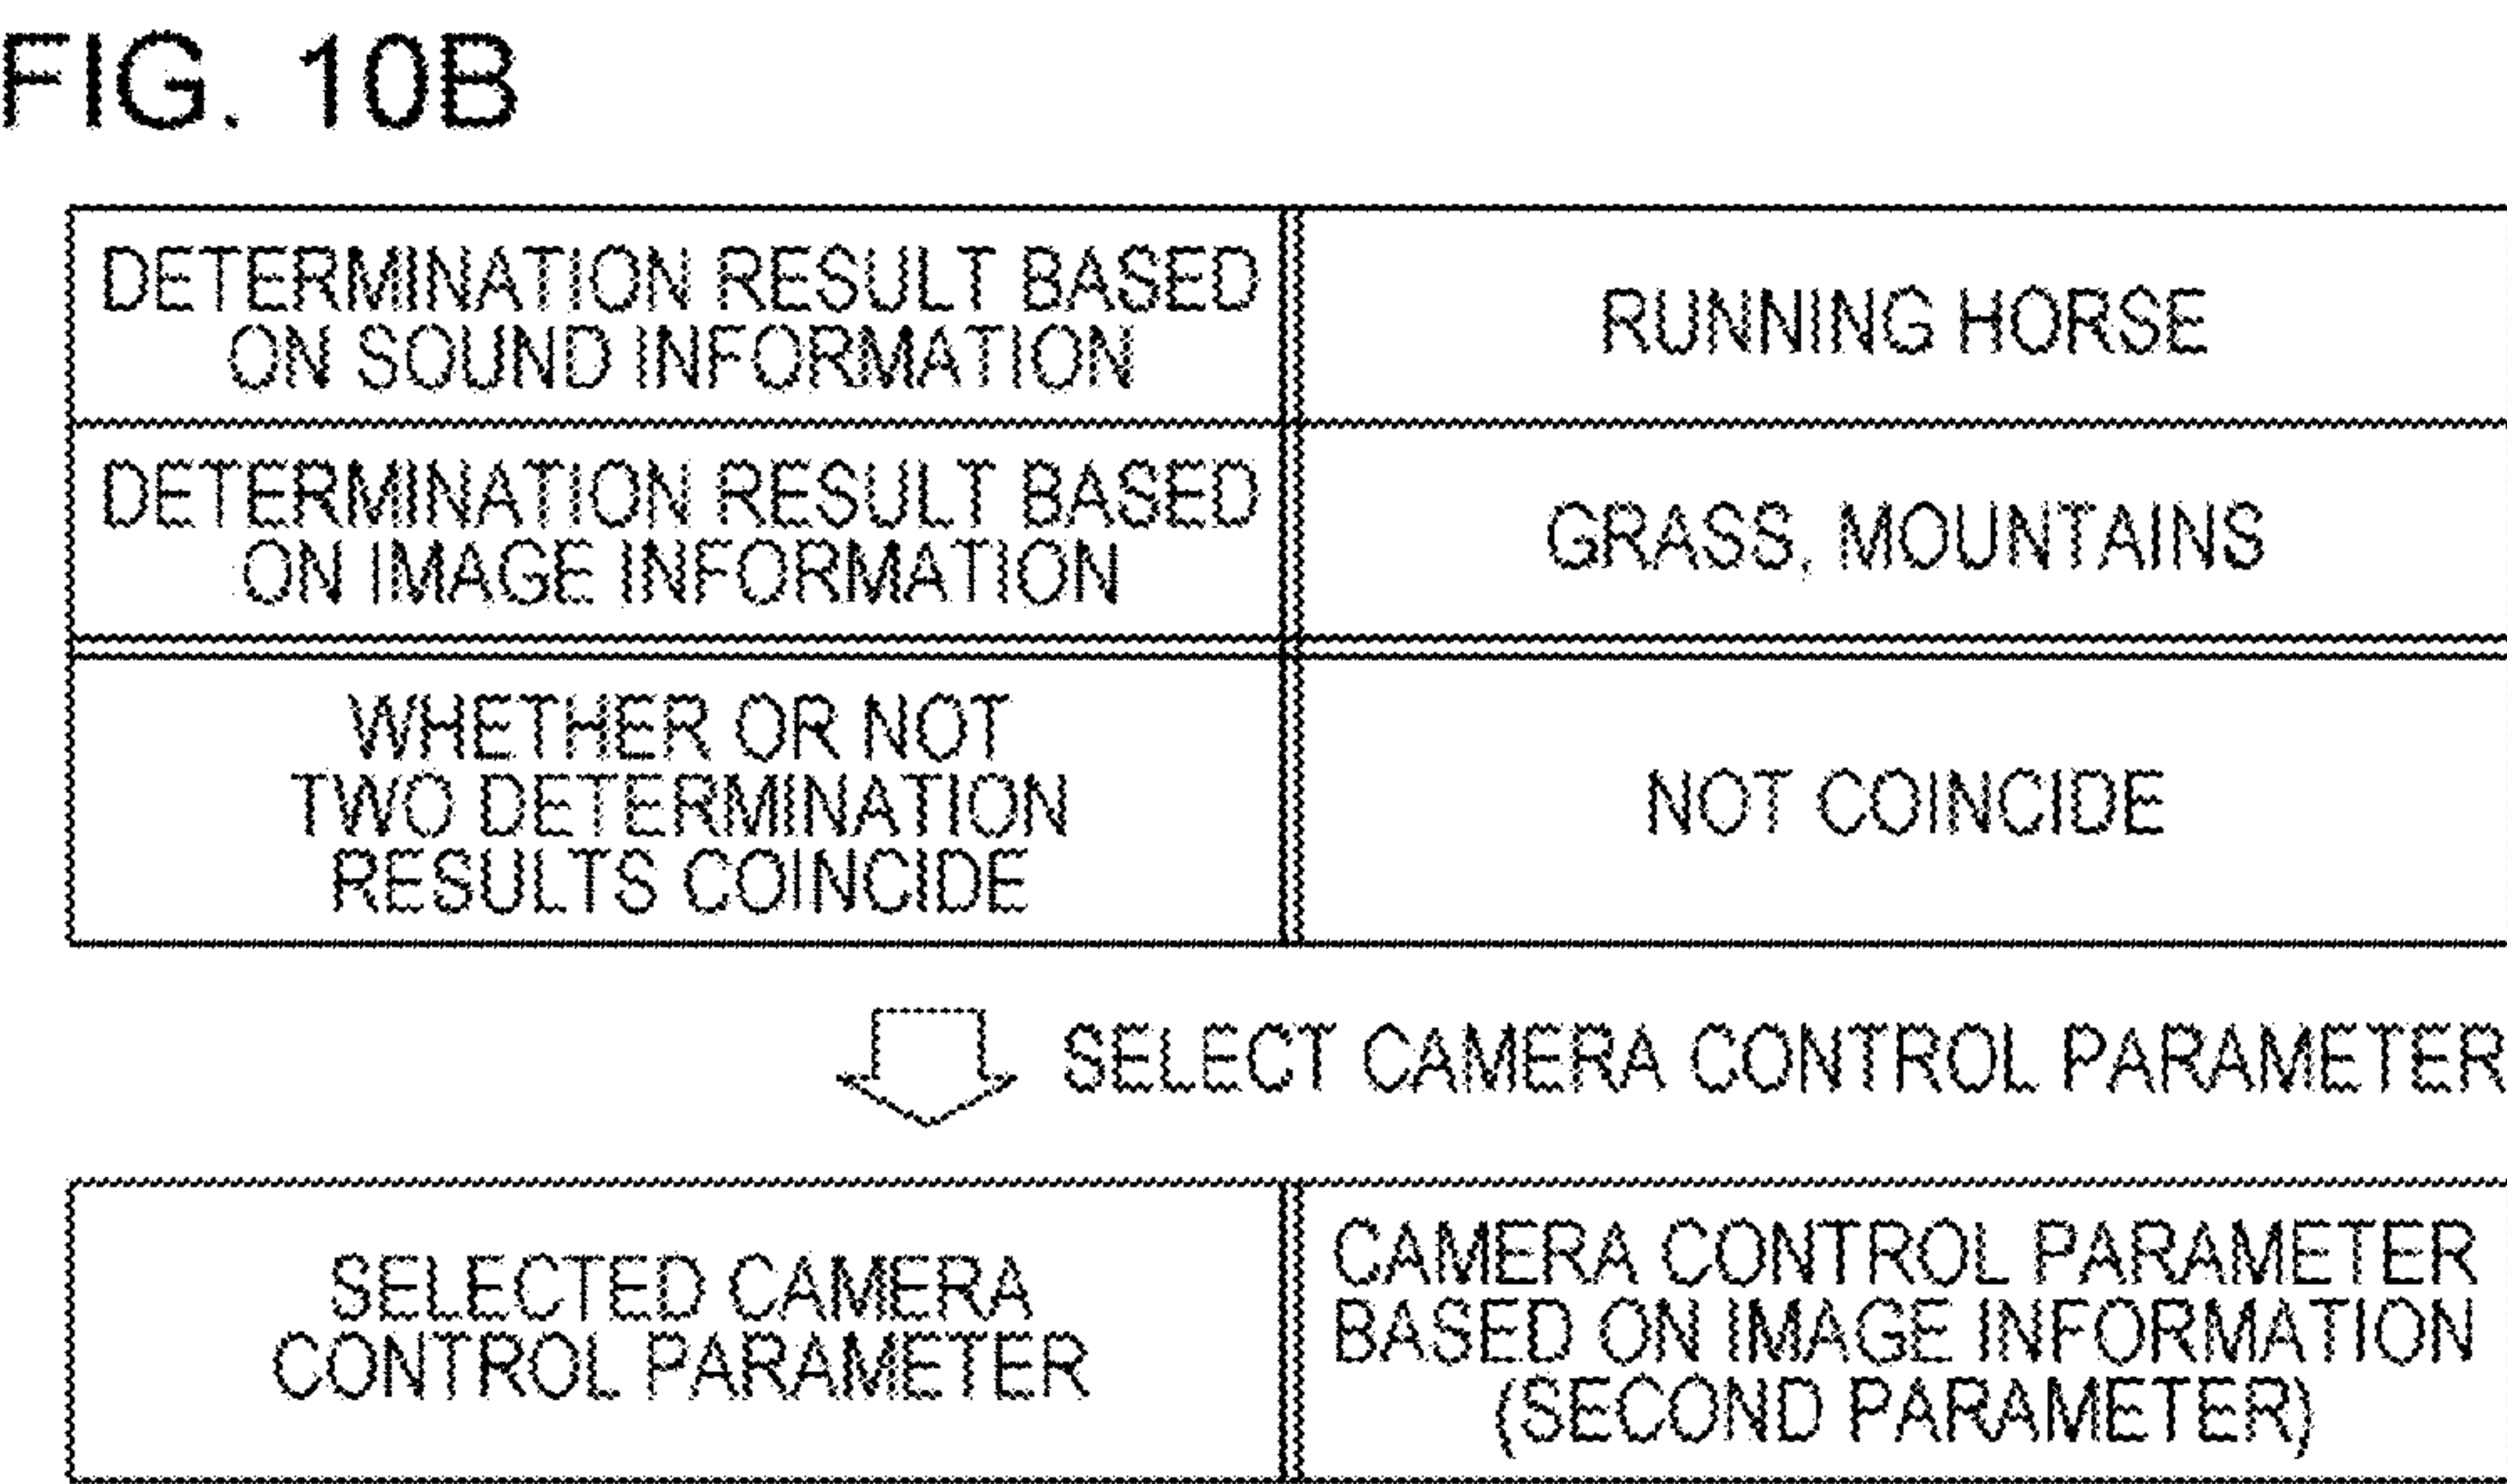 FIG. 10B
DETERMINATION RESULT BASED
ON SOUND INFORMATION
RUNNING HORSE
DETERMINATION RESULT BASED
ON IMAGE INFORMATION
GRASS, MOUNTAINS
WHETHER OR NOT
TWO DETERMINATION
RESULTS COINCIDE
NOT COINCIDE
SELECT CAMERA CONTROL PARAMETER
SELECTED CAMERA
CONTROL PARAMETER
CAMERA CONTROL PARAMETER
BASED ON IMAGE INFORMATION
(SECOND PARAMETER)